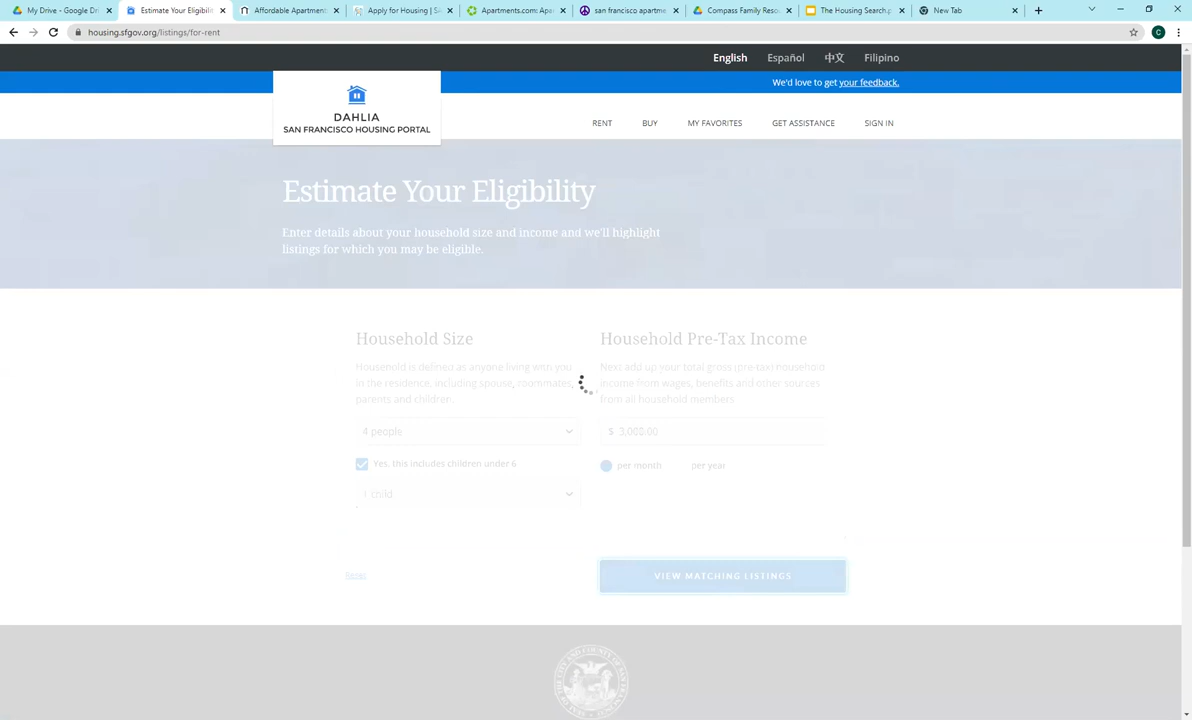 My Drive - Google Dri
Estimate Your Eligibilit
Affordable Apartment
Apply for Housing | S
Apartments.com: Apar
san francisco apartme
Compass Family Resou
The Housing Search.p
New Tab
housing.sfgov.org/listings/for-rent
C
English Español 中文 Filipino
We'd love to get your feedback.
DAHLIA
SAN FRANCISCO HOUSING PORTAL
RENT BUY MY FAVORITES GET ASSISTANCE SIGN IN
Estimate Your Eligibility
Enter details about your household size and income and we'll highlight
listings for which you may be eligible.
Household Size
Household is defined as anyone living with you
in the residence, including spouse, roommates,
parents and children.
4 people
Yes, this includes children under 6
1 child
Household Pre-Tax Income
Next add up your total gross (pre-tax) household
income from wages, benefits and other sources
from all household members
$ 3,000.00
per month per year
VIEW MATCHING LISTINGS